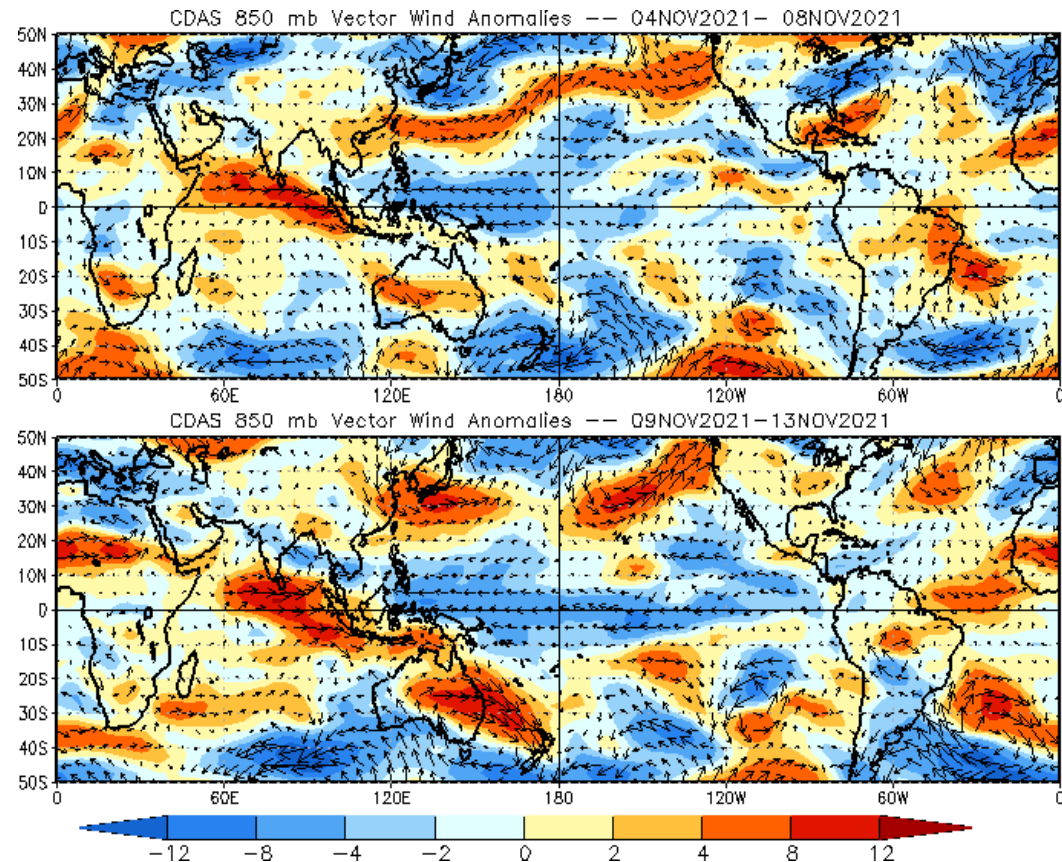 CDAS 850 mb Vector Wind Anomalies -- 04NOV2021- 08NOV2021
50N
40N
30N
20N
10N
0
10S
20S
30S
40S
50S
0 60E 120E 180 120W 60W 0
CDAS 850 mb Vector Wind Anomalies -- 09NOV2021-13NOV2021
50N
40N
30N
20N
10N
0
10S
20S
30S
40S
50S
0 60E 120E 180 120W 60W 0
-12 -8 -4 -2 0 2 4 8 12